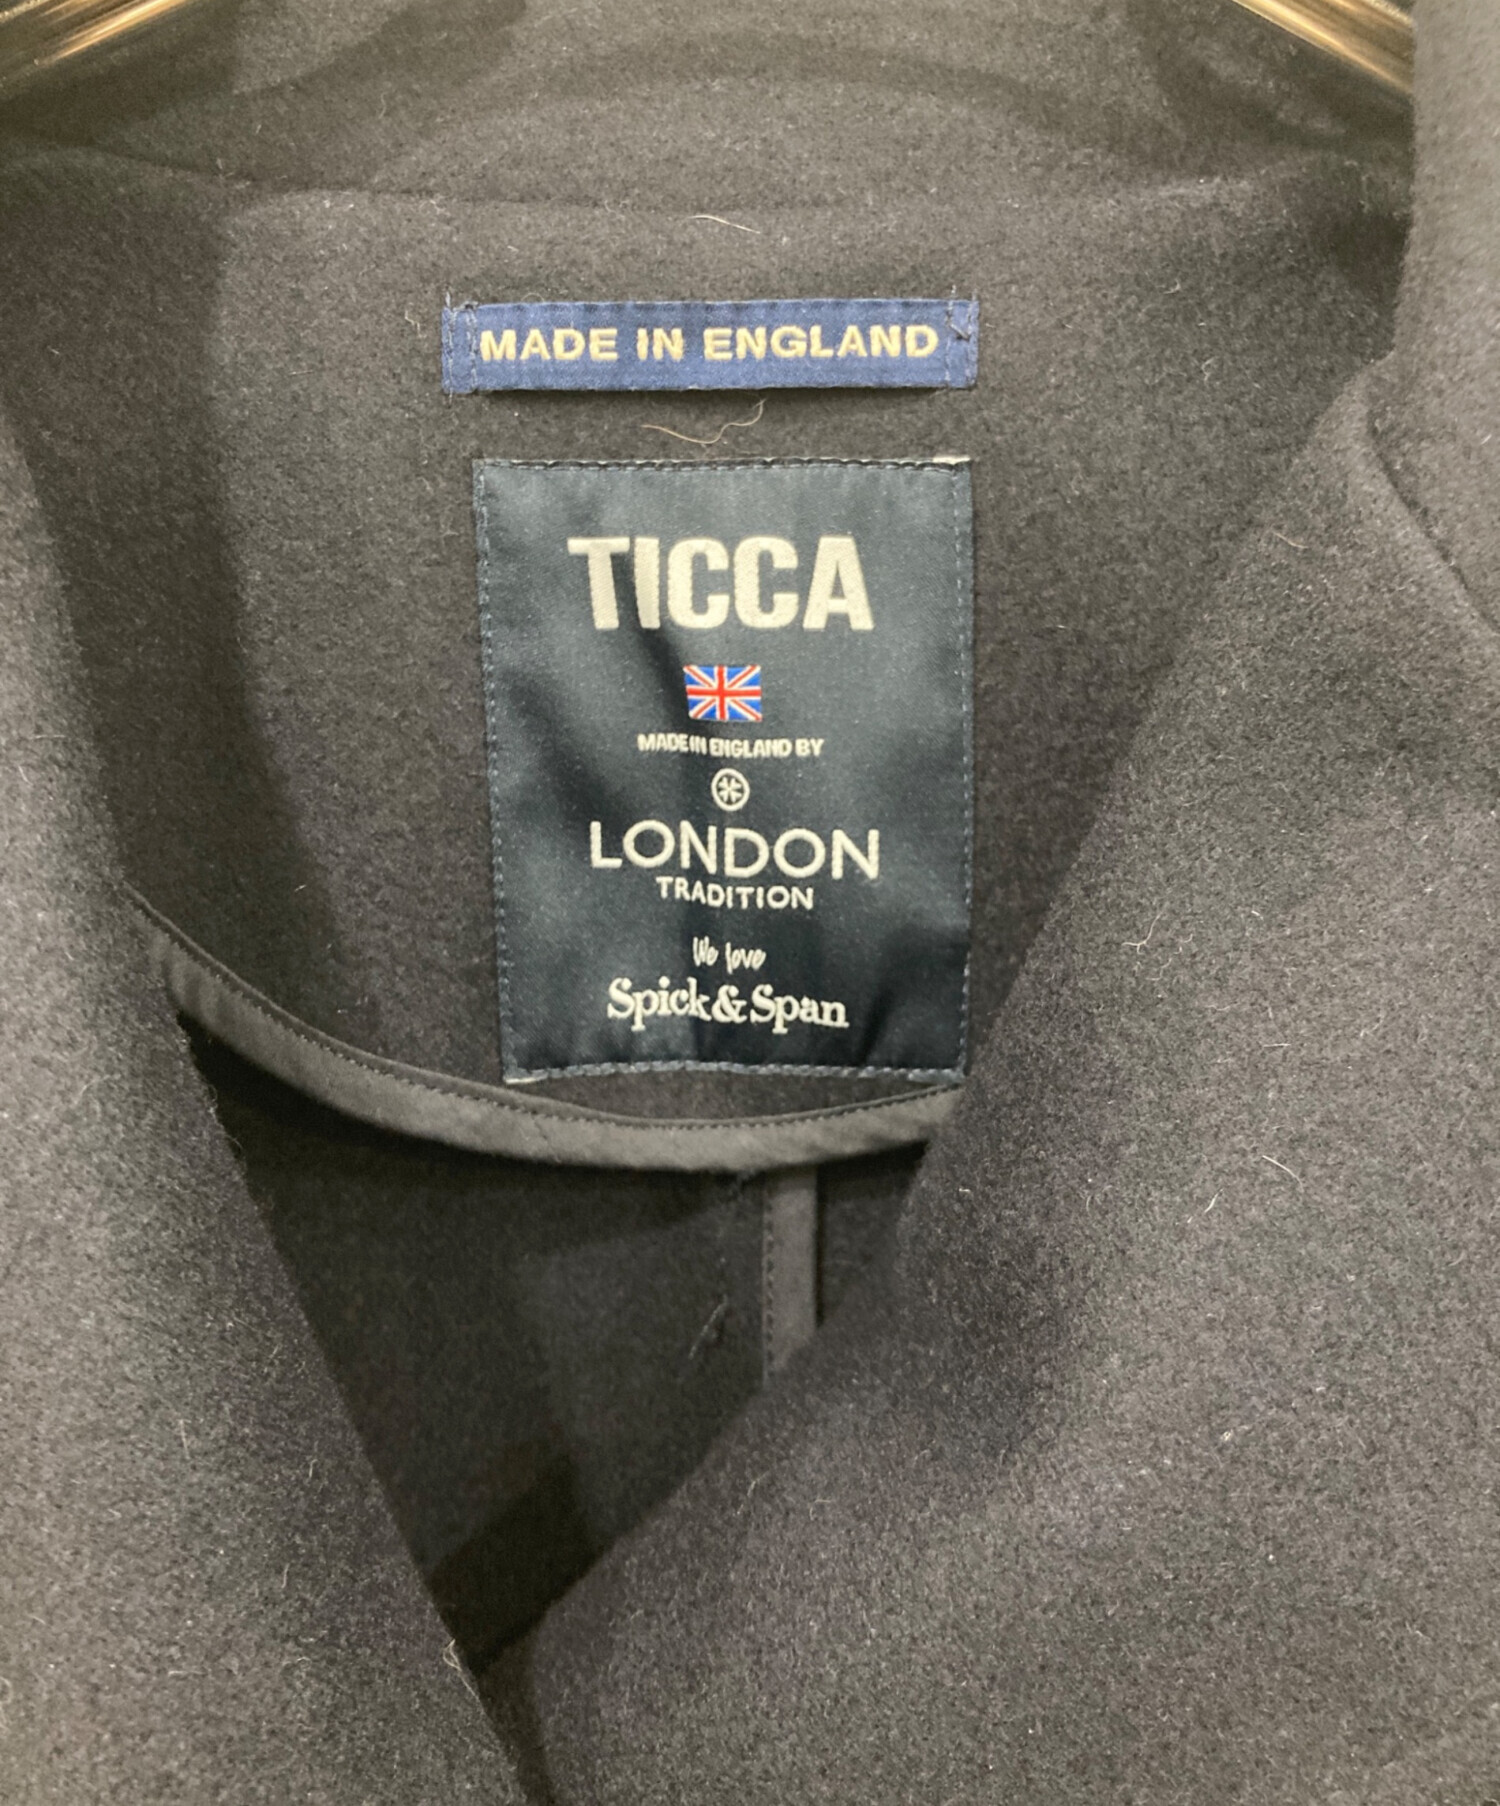 MADE IN ENGLAND
TICCA
MADE IN ENGLAND BY
LONDON
TRADITION
We love
Spick&Span